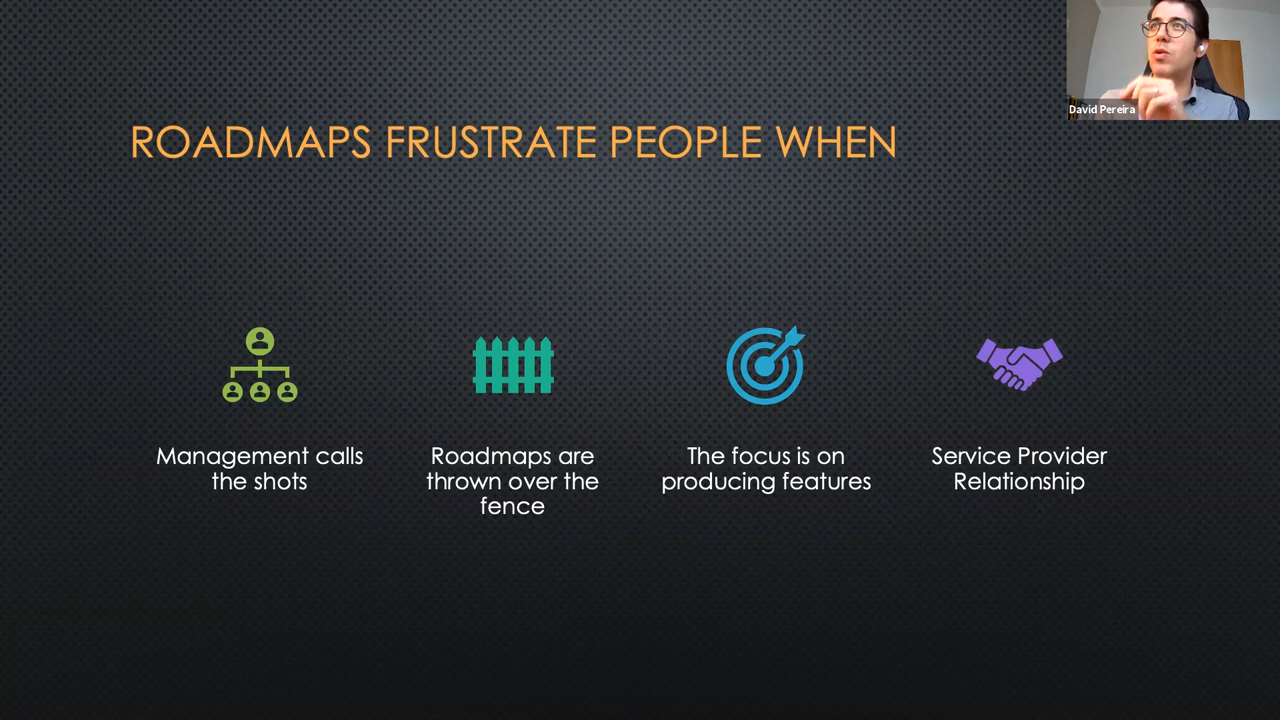 David Pereira
ROADMAPS FRUSTRATE PEOPLE WHEN
Management calls
the shots
Roadmaps are
thrown over the
fence
The focus is on
producing features
Service Provider
Relationship